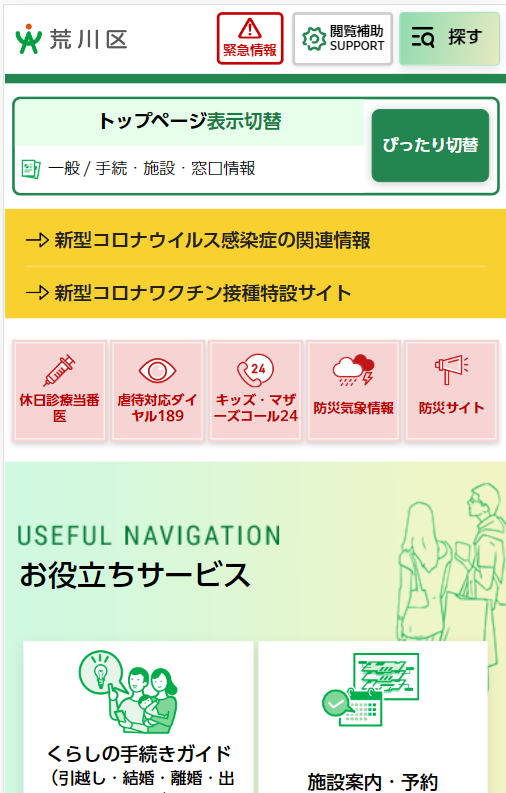 荒川区
緊急情報
閲覧補助
SUPPORT
探す
トップページ表示切替
一般 / 手続・施設・窓口情報
ぴったり切替
新型コロナウイルス感染症の関連情報
新型コロナワクチン接種特設サイト
休日診療当番
医
虐待対応ダイ
ヤル189
24
キッズ・マザ
ーズコール24
防災気象情報
防災サイト
USEFUL NAVIGATION
お役立ちサービス
くらしの手続きガイド
（引越し・結婚・離婚・出
施設案内・予約